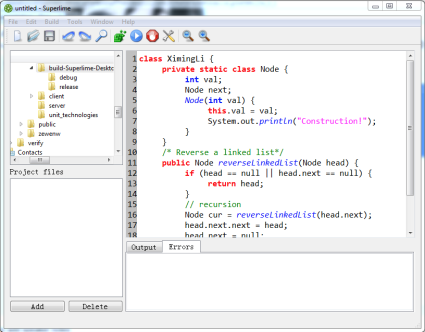 untitled - Superlime
File Edit Build Tools Window Help
build-Superlime-Deskto
debug
release
client
server
unit_technologies
public
zewenw
verify
Contacts
Project files
Add Delete
1 class XimingLi {
2 private static class Node {
3 int val;
4 Node next;
5 Node(int val) {
6 this.val = val;
7 System.out.println("Construction!");
8 }
9 }
10 /* Reverse a linked list*/
11 public Node reverseLinkedList(Node head) {
12 if (head == null || head.next == null) {
13 return head;
14 }
15 // recursion
16 Node cur = reverseLinkedList(head.next);
17 head.next.next = head;
18 head.next = null;
Output Errors